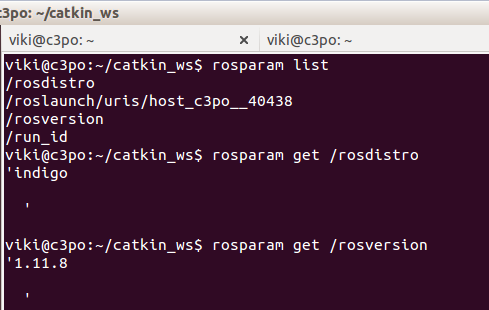 c3po: ~/catkin_ws
viki@c3po: ~ × viki@c3po: ~
viki@c3po:~/catkin_ws$ rosparam list
/rosdistro
/roslaunch/uris/host_c3po__40438
/rosversion
/run_id
viki@c3po:~/catkin_ws$ rosparam get /rosdistro
'indigo
'
viki@c3po:~/catkin_ws$ rosparam get /rosversion
'1.11.8
'